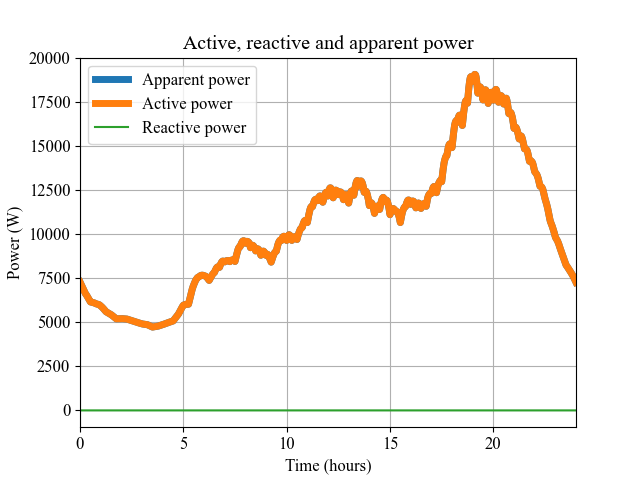 Active, reactive and apparent power
20000
17500
15000
12500
10000
7500
5000
2500
0
Power (W)
Apparent power
Active power
Reactive power
0 5 10 15 20
Time (hours)